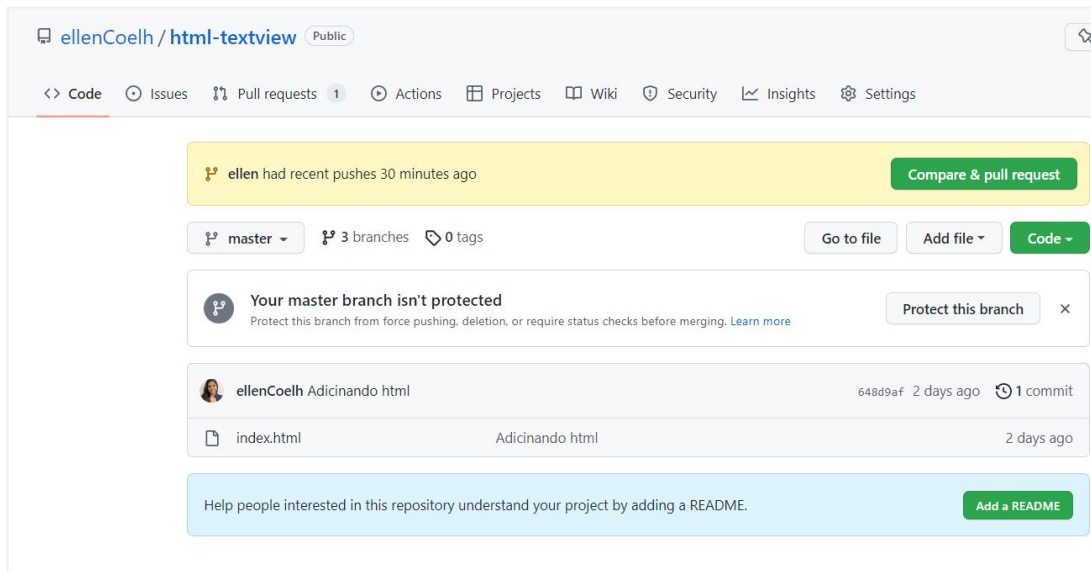 ellenCoelh / html-textview Public
Code Issues Pull requests 1 Actions Projects Wiki Security Insights Settings
ellen had recent pushes 30 minutes ago Compare & pull request
master 3 branches 0 tags Go to file Add file Code
Your master branch isn't protected
Protect this branch from force pushing, deletion, or require status checks before merging. Learn more
Protect this branch
ellenCoelh Adicinando html 648d9af 2 days ago 1 commit
index.html Adicinando html 2 days ago
Help people interested in this repository understand your project by adding a README. Add a README